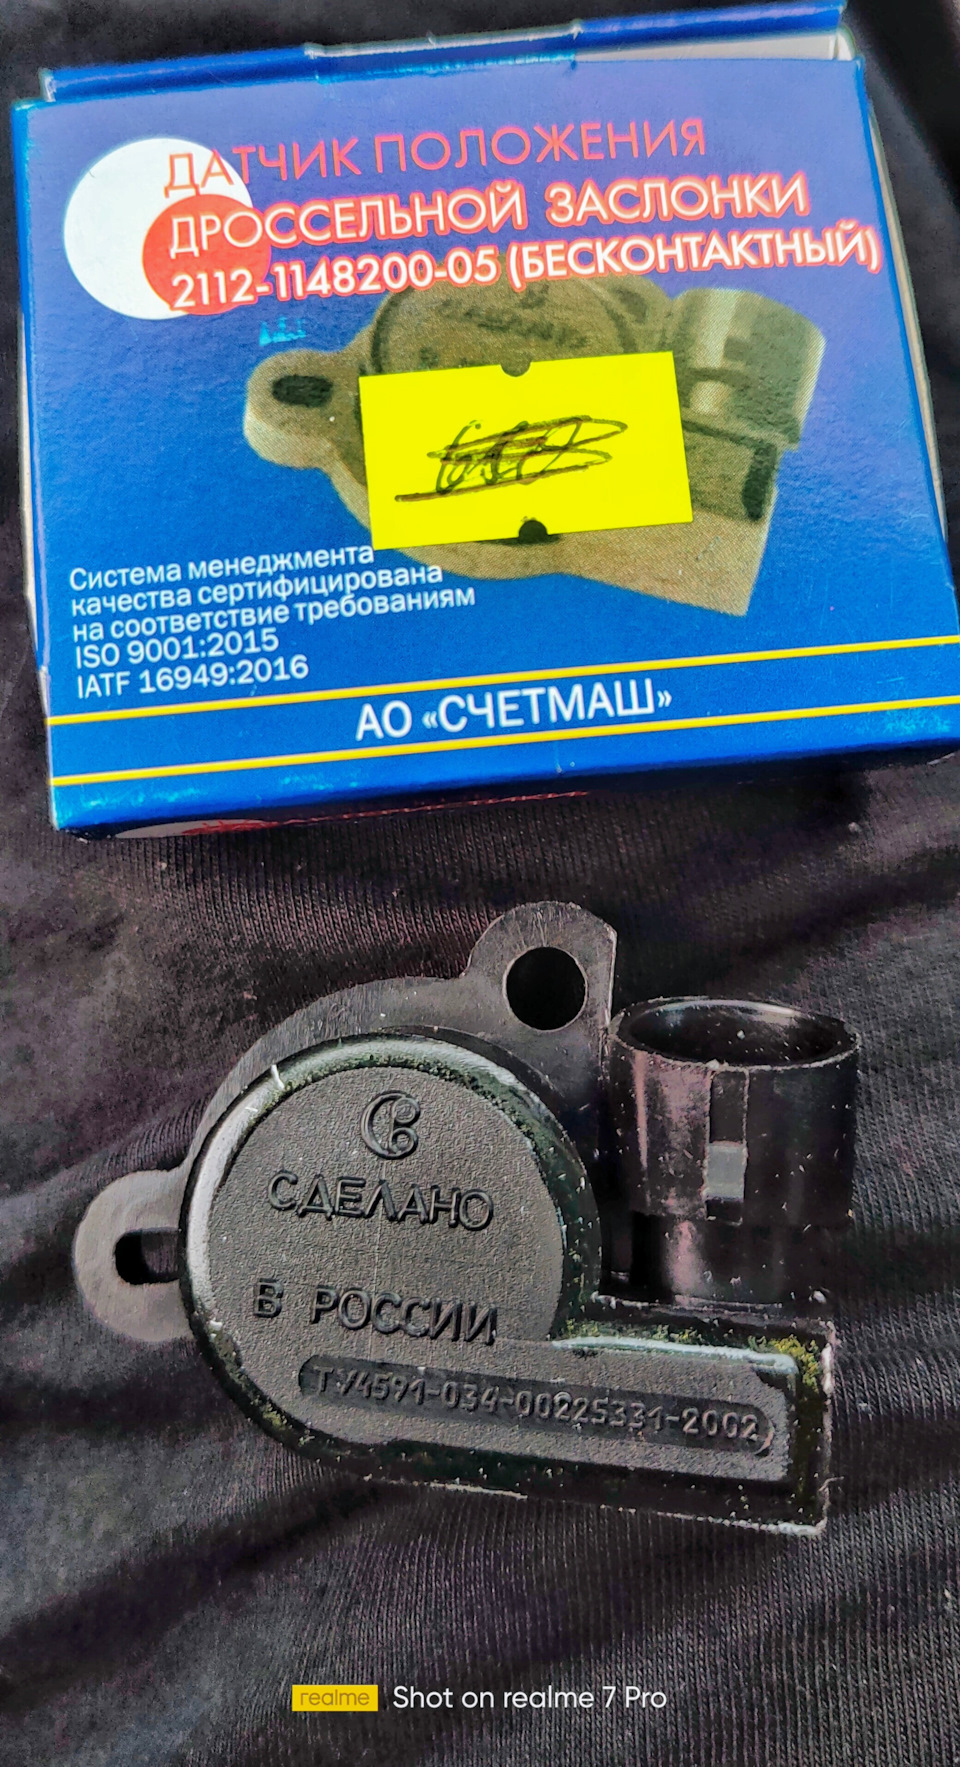 ДАТЧИК ПОЛОЖЕНИЯ
ДРОССЕЛЬНОЙ ЗАСЛОНКИ
2112-1148200-05 (БЕСКОНТАКТНЫЙ)
Система менеджмента
качества сертифицирована
на соответствие требованиям
ISO 9001:2015
IATF 16949:2016
АО «СЧЕТМАШ»
СДЕЛАНО
В РОССИИ
ТУ4591-034-00225331-2002
realme Shot on realme 7 Pro